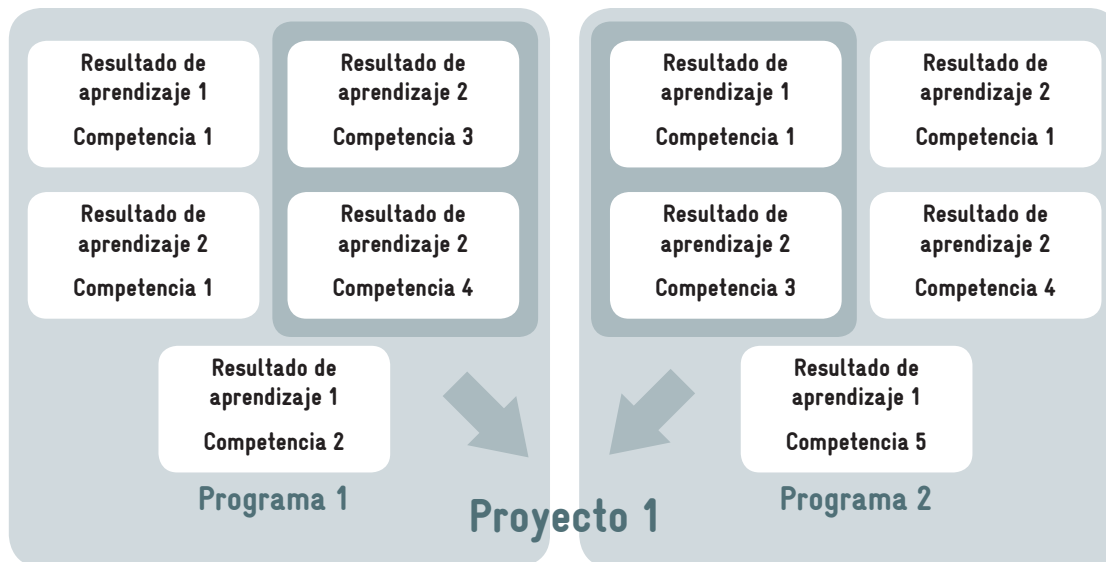 Resultado de
aprendizaje 1
Competencia 1
Resultado de
aprendizaje 2
Competencia 3
Resultado de
aprendizaje 2
Competencia 1
Resultado de
aprendizaje 2
Competencia 4
Resultado de
aprendizaje 1
Competencia 2
Programa 1
Resultado de
aprendizaje 1
Competencia 1
Resultado de
aprendizaje 2
Competencia 1
Resultado de
aprendizaje 2
Competencia 3
Resultado de
aprendizaje 2
Competencia 4
Resultado de
aprendizaje 1
Competencia 5
Programa 2
Proyecto 1